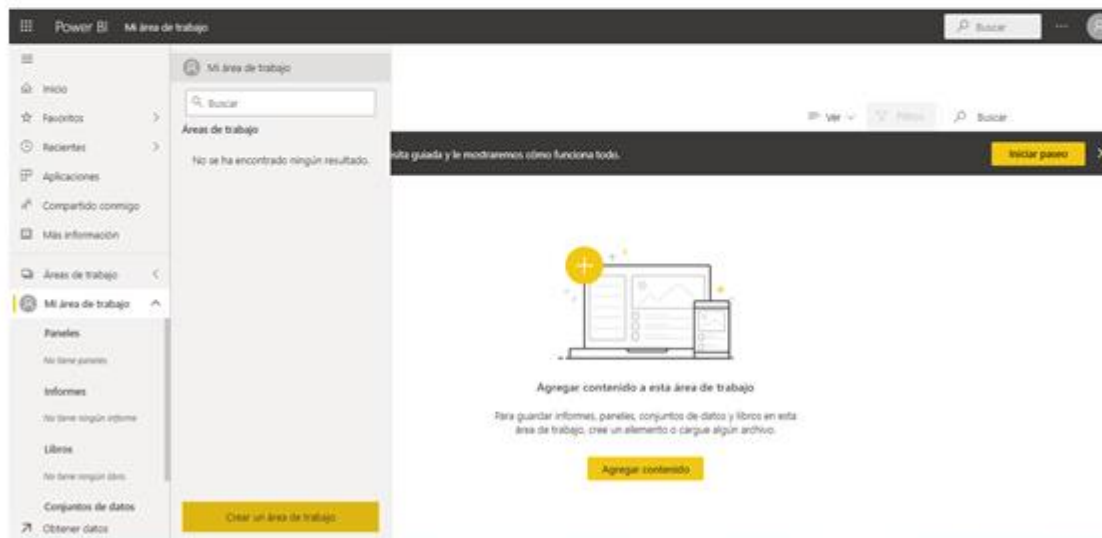 Power BI Mi área de trabajo
Buscar
Inicio
Favoritos
Recientes
Aplicaciones
Compartido conmigo
Más información
Áreas de trabajo
Mi área de trabajo
Paneles
No tiene paneles
Informes
No tiene ningún informe
Libros
No tiene ningún libro
Conjuntos de datos
Obtener datos
Mi área de trabajo
Buscar
Áreas de trabajo
No se ha encontrado ningún resultado.
Crear un área de trabajo
Ver
Filtros
Buscar
sita guiada y le mostraremos cómo funciona todo.
Iniciar paseo
Agregar contenido a esta área de trabajo
Para guardar informes, paneles, conjuntos de datos y libros en esta
área de trabajo, cree un elemento o cargue algún archivo.
Agregar contenido